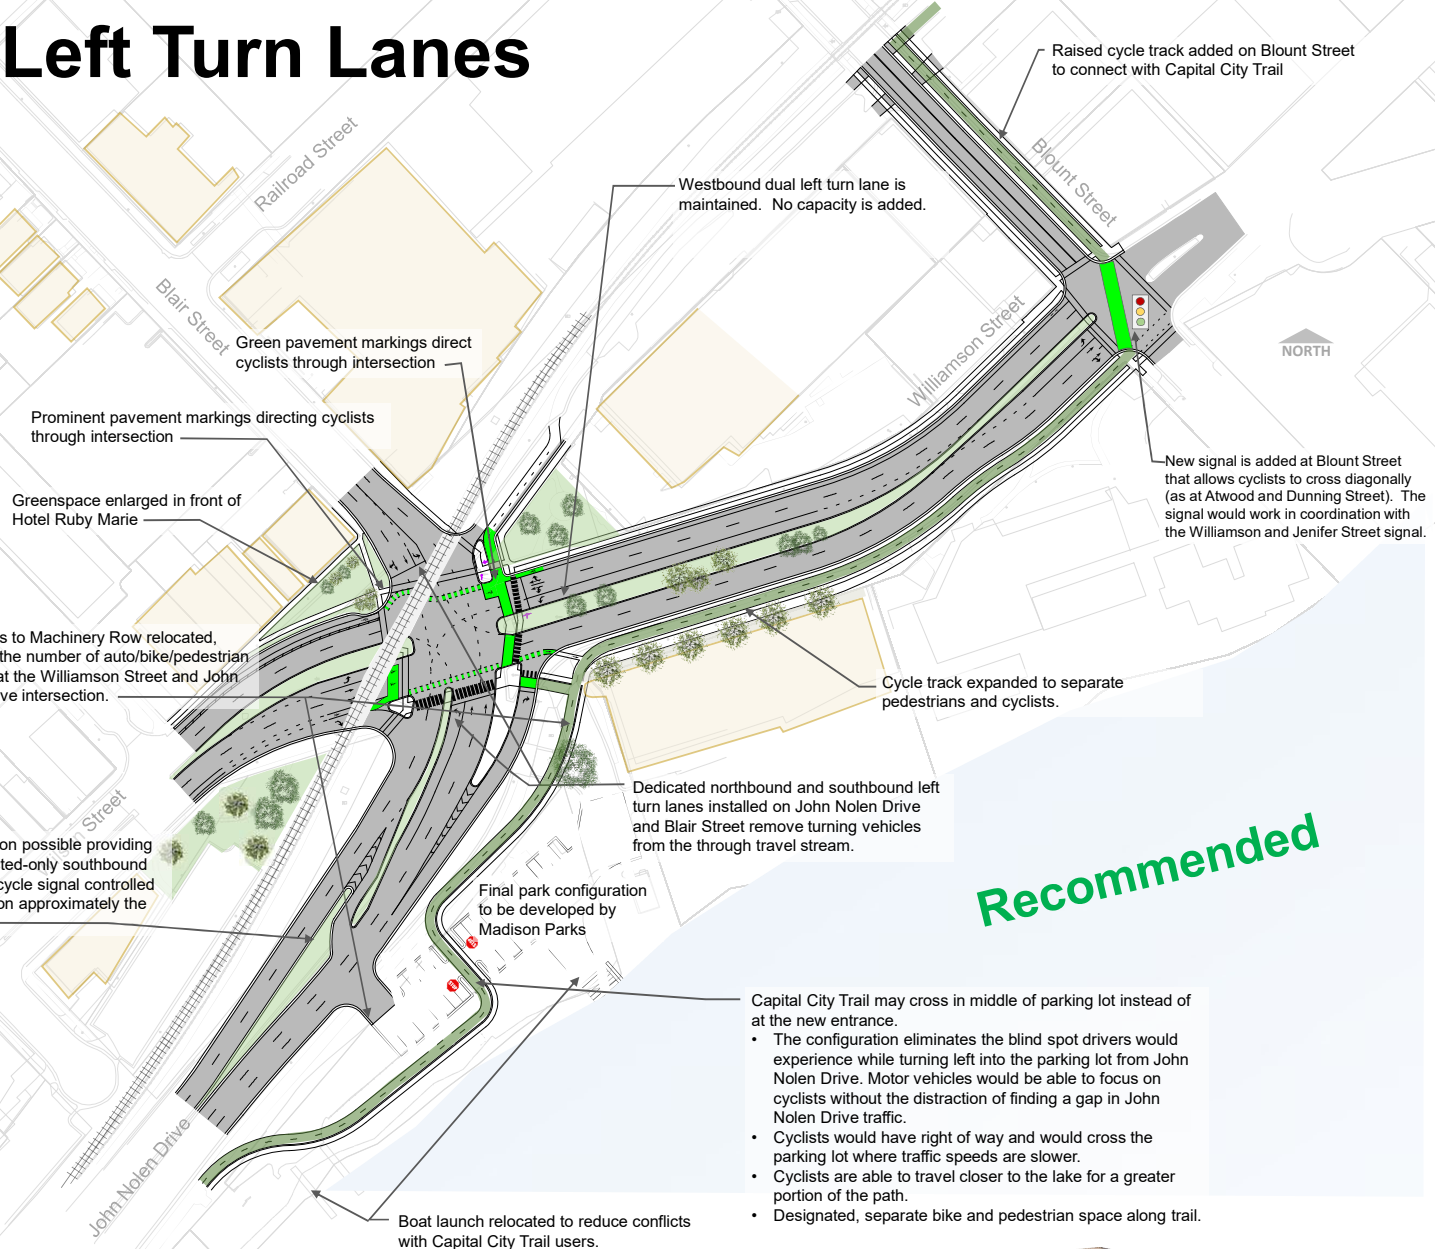 Left Turn Lanes
Raised cycle track added on Blount Street
to connect with Capital City Trail
Railroad Street
Blount Street
Westbound dual left turn lane is
maintained. No capacity is added.
Blair Street
Green pavement markings direct
cyclists through intersection
Williamson Street
NORTH
Prominent pavement markings directing cyclists
through intersection
New signal is added at Blount Street
that allows cyclists to cross diagonally
(as at Atwood and Dunning Street). The
signal would work in coordination with
the Williamson and Jenifer Street signal.
Greenspace enlarged in front of
Hotel Ruby Marie
s to Machinery Row relocated,
the number of auto/bike/pedestrian
at the Williamson Street and John
ve intersection.
Cycle track expanded to separate
pedestrians and cyclists.
Dedicated northbound and southbound left
turn lanes installed on John Nolen Drive
and Blair Street remove turning vehicles
from the through travel stream.
Street
on possible providing
ted-only southbound
cycle signal controlled
on approximately the
Recommended
Final park configuration
to be developed by
Madison Parks
Capital City Trail may cross in middle of parking lot instead of
at the new entrance.
• The configuration eliminates the blind spot drivers would
experience while turning left into the parking lot from John
Nolen Drive. Motor vehicles would be able to focus on
cyclists without the distraction of finding a gap in John
Nolen Drive traffic.
• Cyclists would have right of way and would cross the
parking lot where traffic speeds are slower.
• Cyclists are able to travel closer to the lake for a greater
portion of the path.
• Designated, separate bike and pedestrian space along trail.
John Nolen Drive
Boat launch relocated to reduce conflicts
with Capital City Trail users.